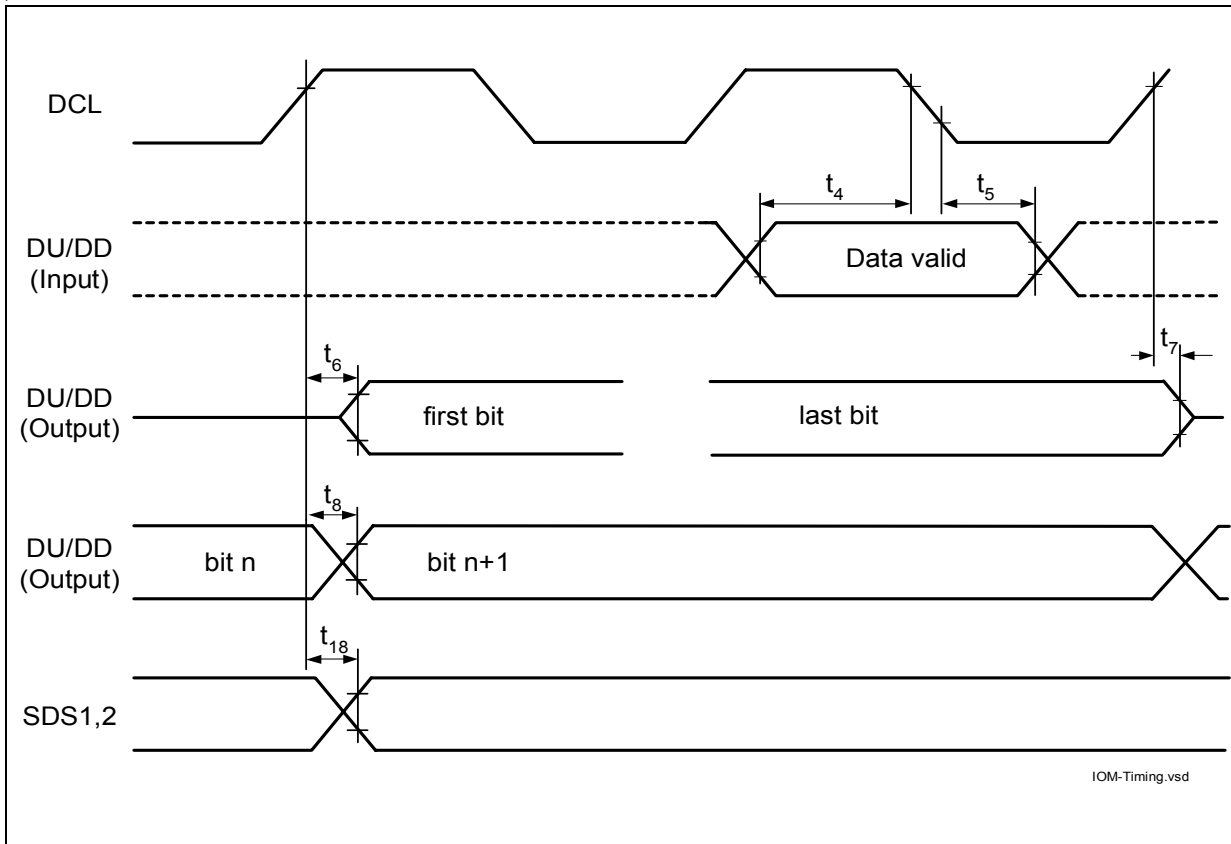 DCL
t4
t5
DU/DD
(Input)
Data valid
t7
t6
DU/DD
(Output)
first bit
last bit
t8
DU/DD
(Output)
bit n
bit n+1
t18
SDS1,2
IOM-Timing.vsd